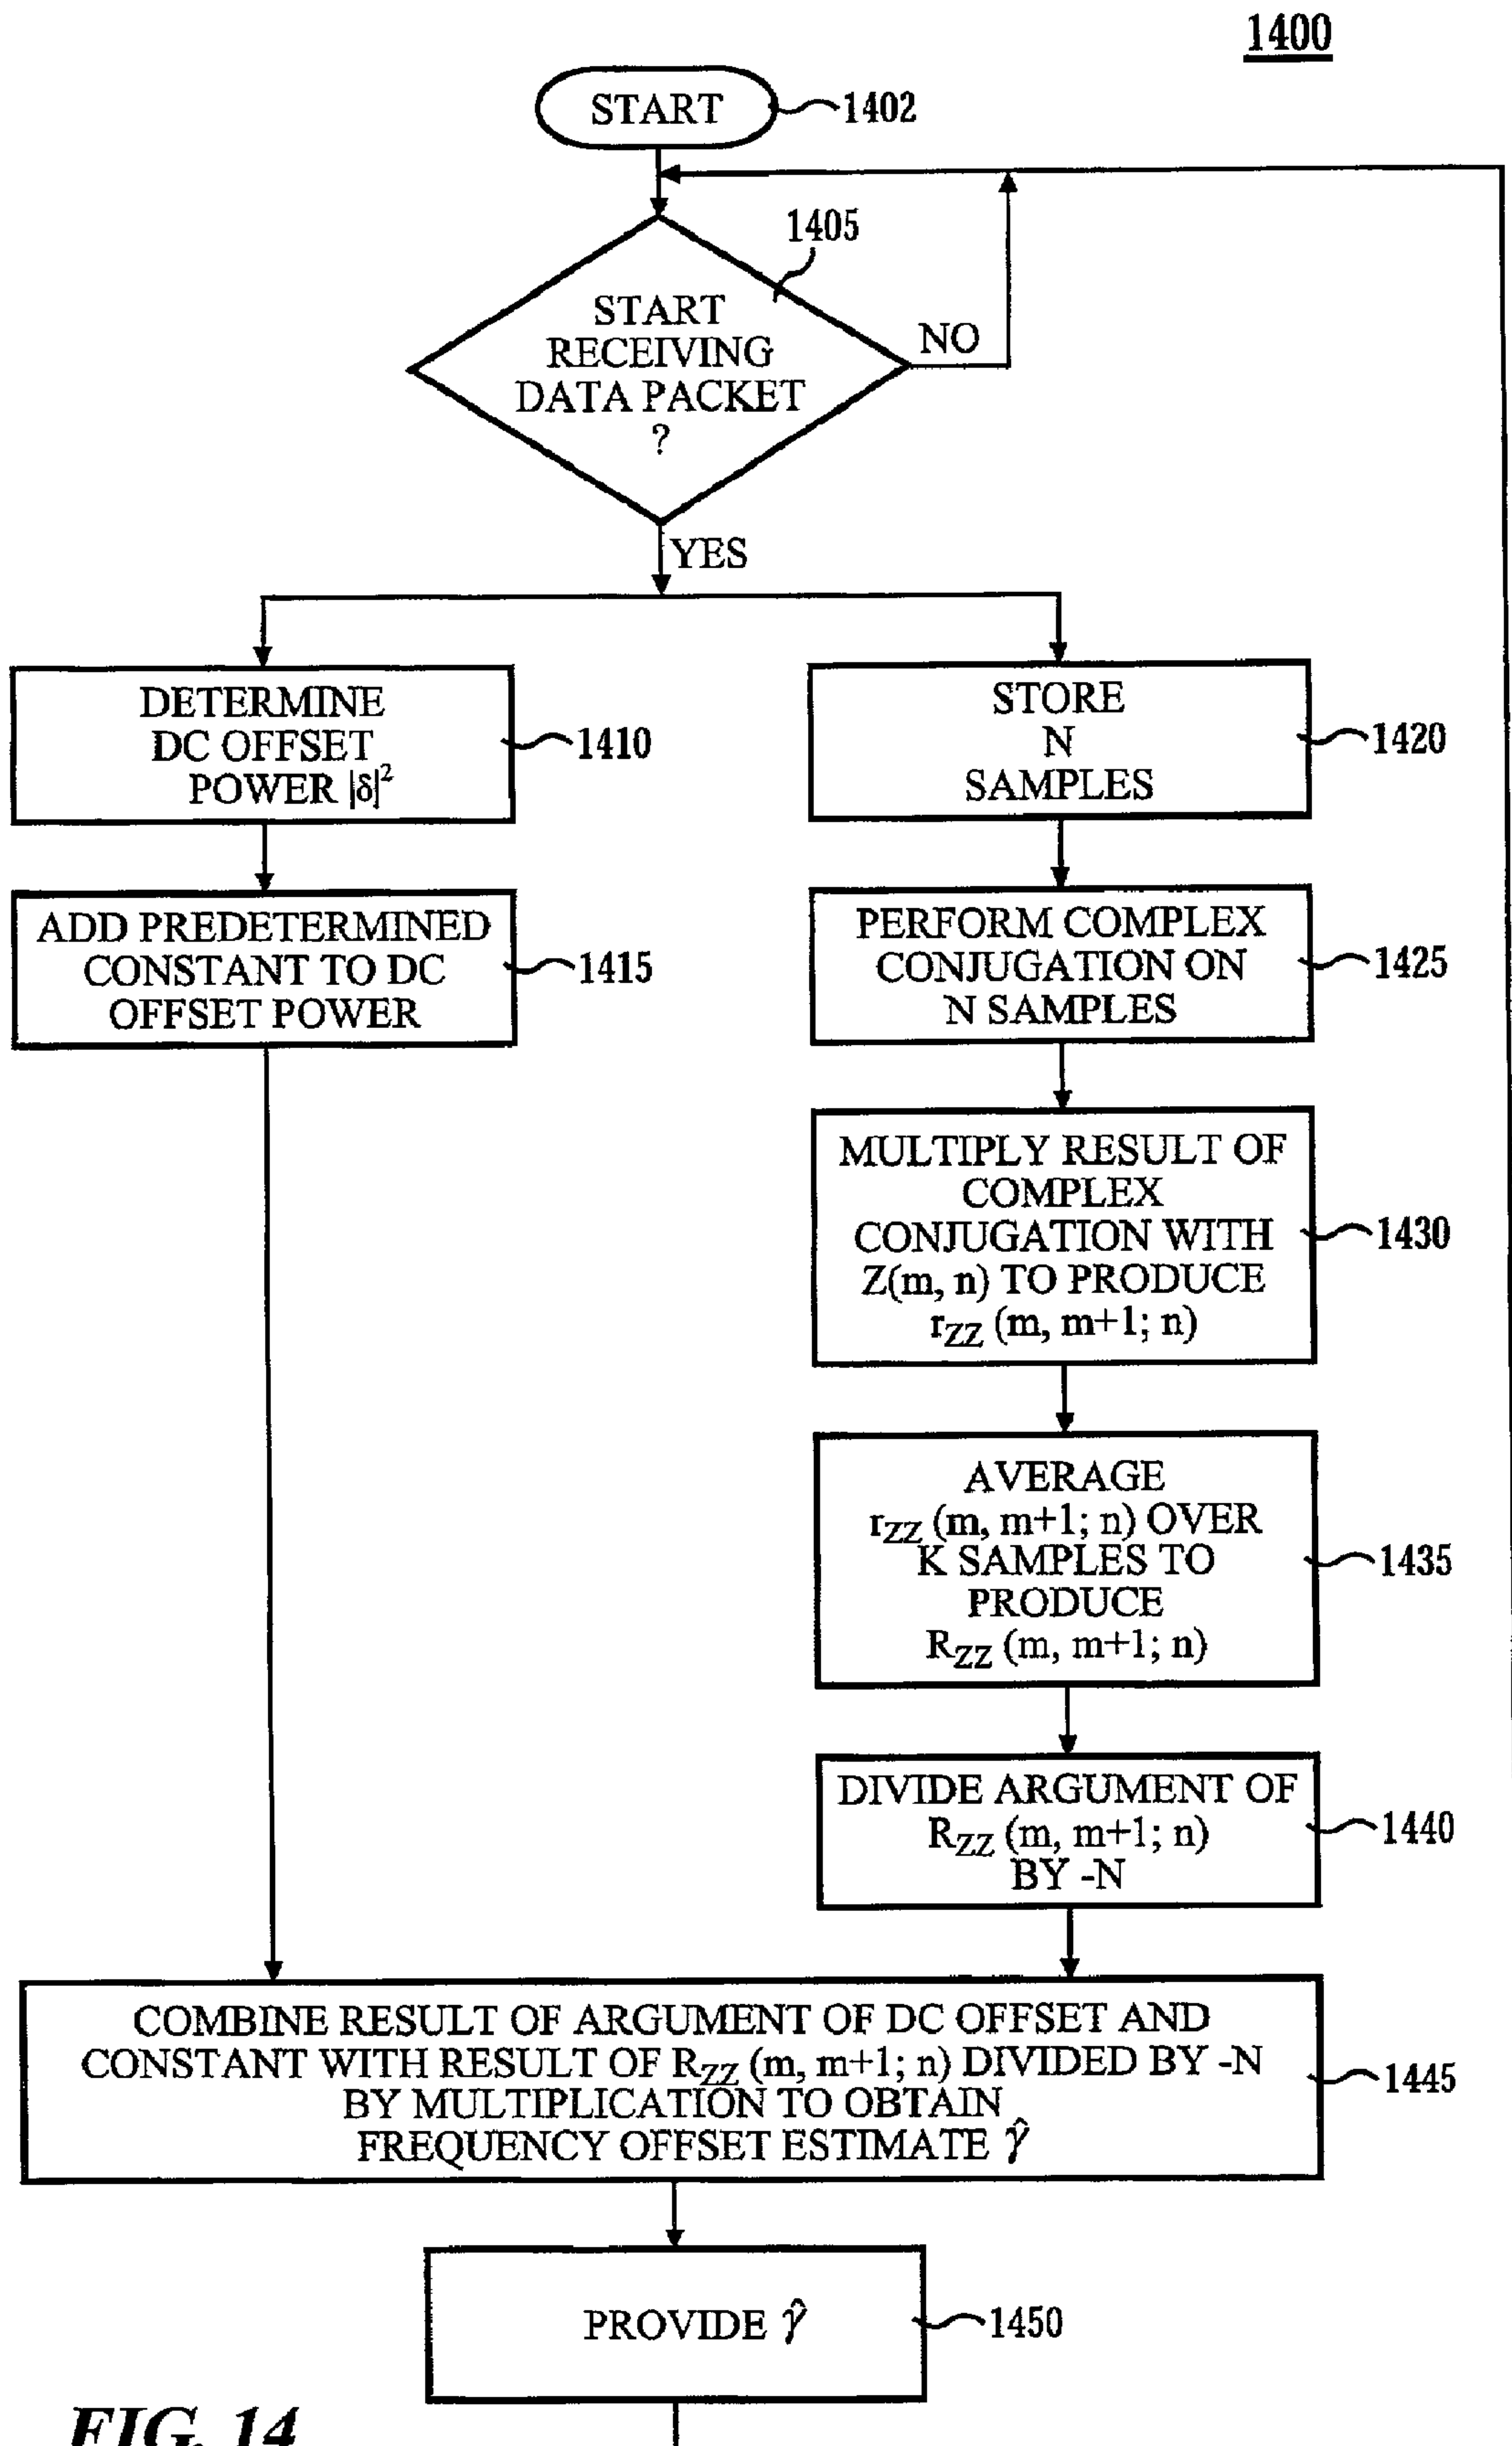 1400
START
1402
1405
START
RECEIVING
DATA PACKET
?
NO
YES
DETERMINE
DC OFFSET
POWER |δ|²
1410
ADD PREDETERMINED
CONSTANT TO DC
OFFSET POWER
1415
STORE
N
SAMPLES
1420
PERFORM COMPLEX
CONJUGATION ON
N SAMPLES
1425
MULTIPLY RESULT OF
COMPLEX
CONJUGATION WITH
Z(m, n) TO PRODUCE
rZZ (m, m+1; n)
1430
AVERAGE
rZZ (m, m+1; n) OVER
K SAMPLES TO
PRODUCE
RZZ (m, m+1; n)
1435
DIVIDE ARGUMENT OF
RZZ (m, m+1; n)
BY -N
1440
COMBINE RESULT OF ARGUMENT OF DC OFFSET AND
CONSTANT WITH RESULT OF RZZ (m, m+1; n) DIVIDED BY -N
BY MULTIPLICATION TO OBTAIN
FREQUENCY OFFSET ESTIMATE γ̂
1445
PROVIDE γ̂
1450
FIG. 14